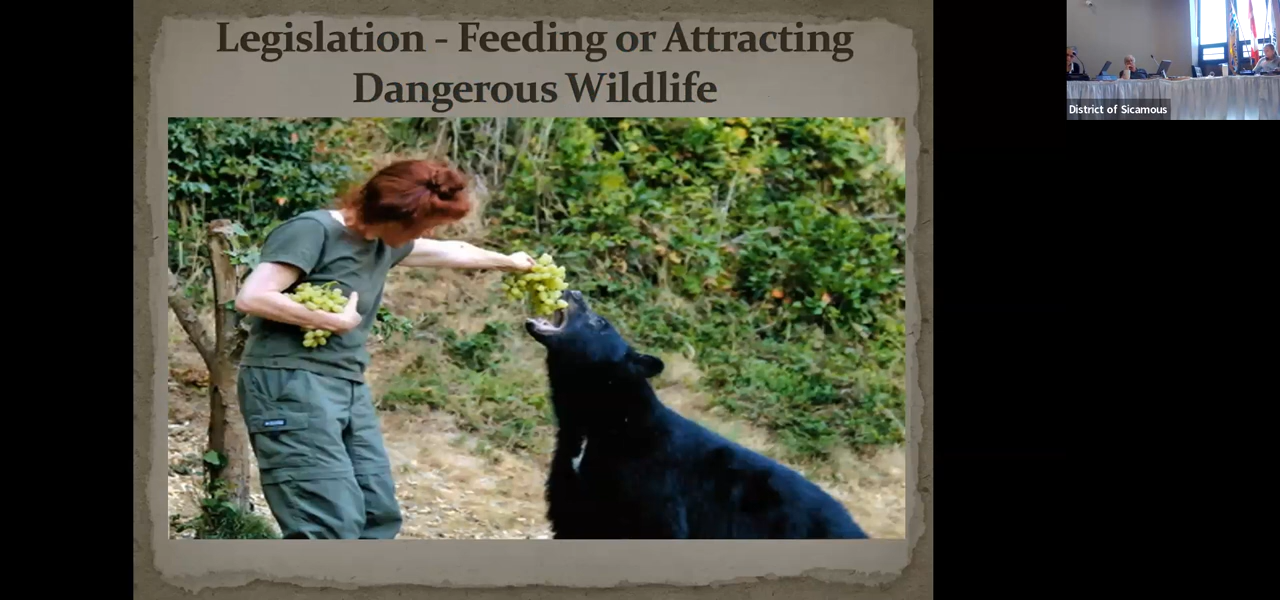 Legislation - Feeding or Attracting
Dangerous Wildlife
District of Sicamous